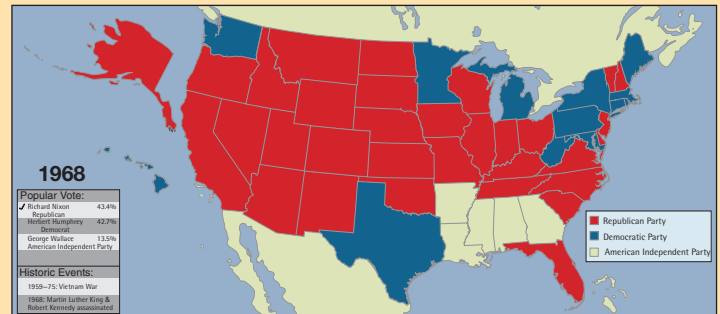 1968
Popular Vote:
✓ Richard Nixon 43.4%
Republican
Herbert Humphrey 42.7%
Democrat
George Wallace 13.5%
American Independent Party
Historic Events:
1959–75: Vietnam War
1968: Martin Luther King &
Robert Kennedy assassinated
Republican Party
Democratic Party
American Independent Party